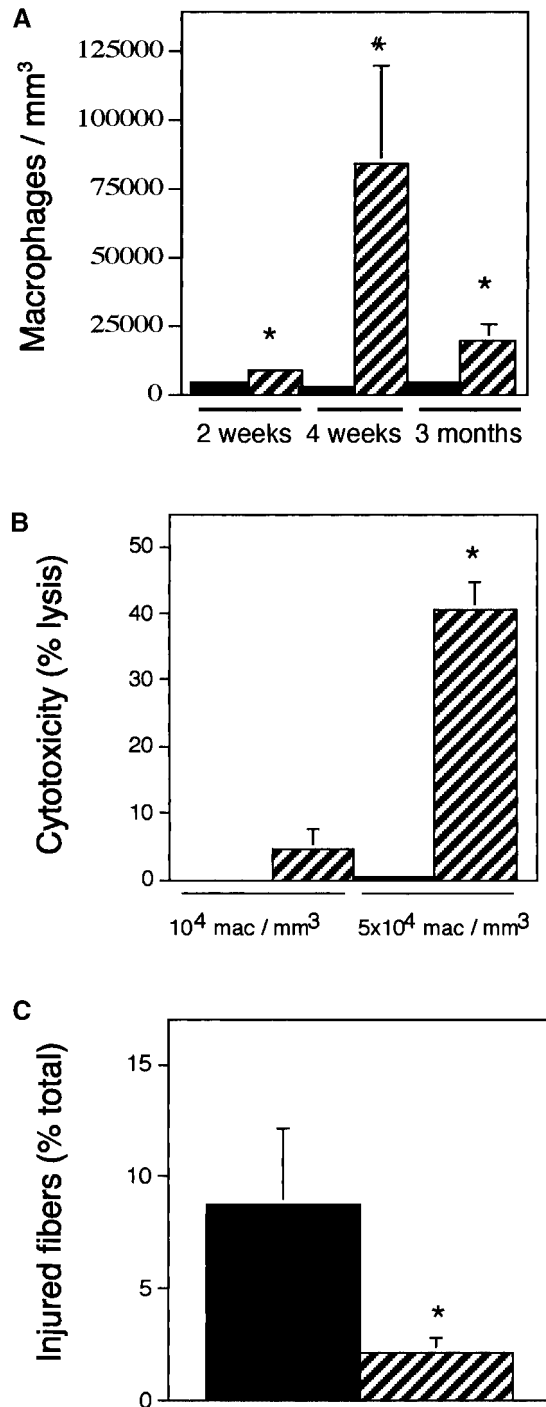 A
Macrophages / mm³
125000
100000
75000
50000
25000
0
*
*
#
*
2 weeks 4 weeks 3 months
B
Cytotoxicity (% lysis)
50
40
30
20
10
0
*
10⁴ mac / mm³ 5x10⁴ mac / mm³
C
Injured fibers (% total)
15
10
5
0
*